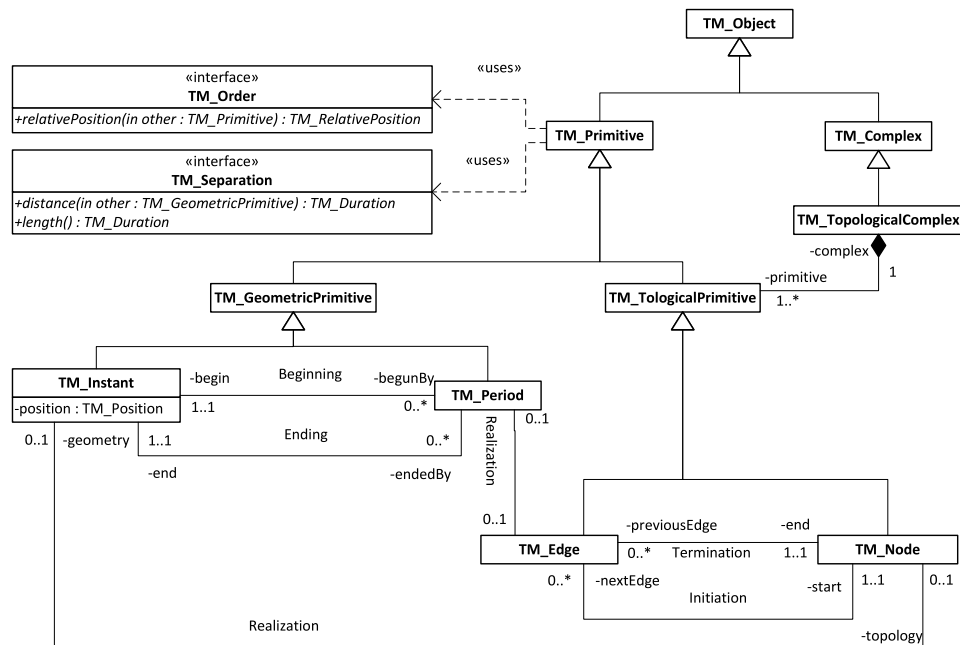 TM_Object
«interface»
TM_Order
+relativePosition(in other : TM_Primitive) : TM_RelativePosition
«uses»
TM_Primitive
TM_Complex
«interface»
TM_Separation
+distance(in other : TM_GeometricPrimitive) : TM_Duration
+length() : TM_Duration
«uses»
TM_TopologicalComplex
-complex
1
-primitive
1..*
TM_GeometricPrimitive
TM_TologicalPrimitive
TM_Instant
-position : TM_Position
-begin
Beginning
-begunBy
1..1
0..*
TM_Period
0..1
-geometry
1..1
Ending
0..*
0..1
-end
-endedBy
Realization
0..1
TM_Edge
-previousEdge
-end
0..*
Termination
1..1
TM_Node
0..*
-nextEdge
Initiation
-start
1..1
0..1
Realization
-topology